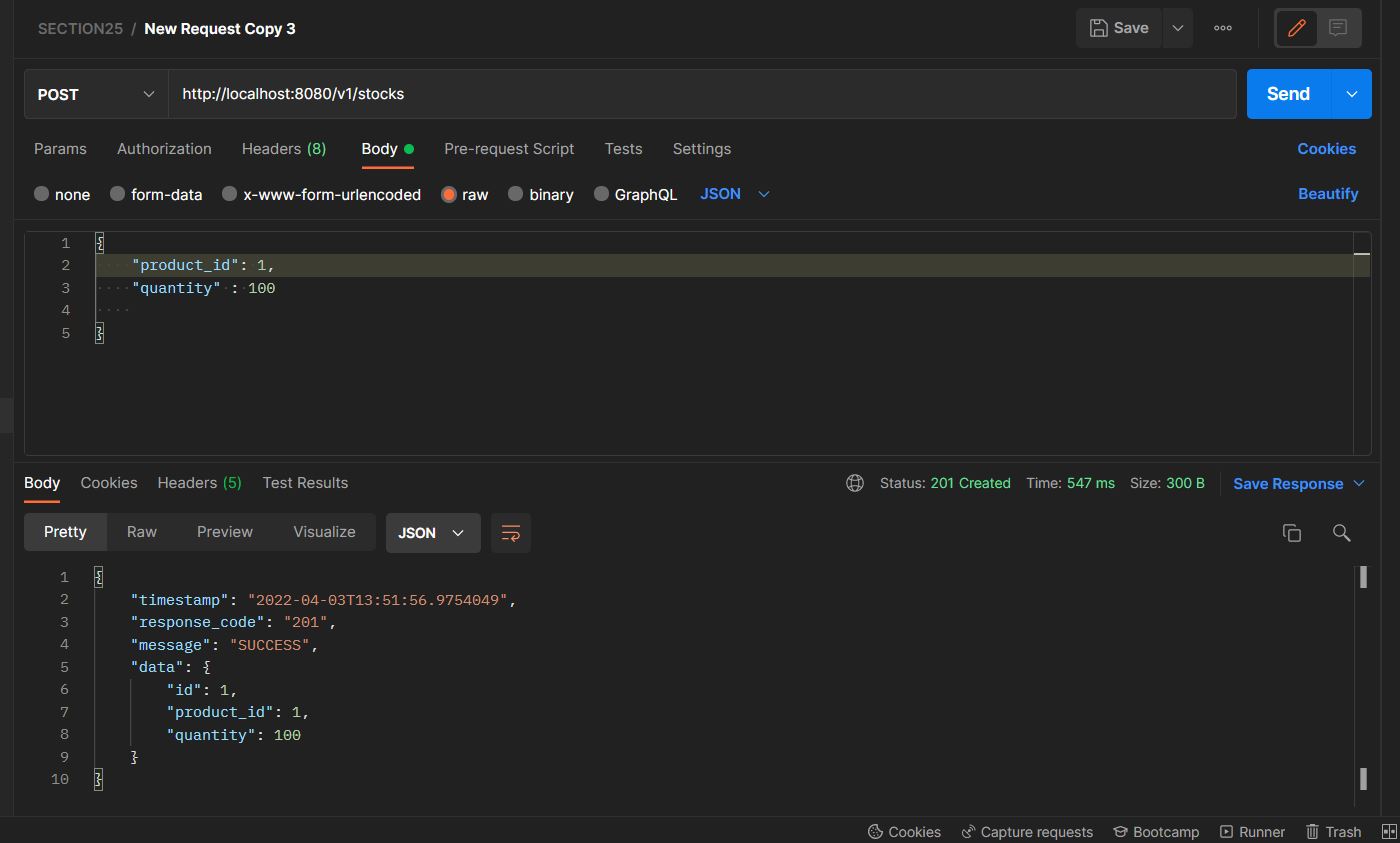 SECTION25 / New Request Copy 3
Save
POST
http://localhost:8080/v1/stocks
Send
Params Authorization Headers (8) Body Pre-request Script Tests Settings Cookies
none form-data x-www-form-urlencoded raw binary GraphQL JSON Beautify
1 {
2 "product_id": 1,
3 "quantity" : 100
4
5 }
Body Cookies Headers (5) Test Results Status: 201 Created Time: 547 ms Size: 300 B Save Response
Pretty Raw Preview Visualize JSON
1 {
2 "timestamp": "2022-04-03T13:51:56.9754049",
3 "response_code": "201",
4 "message": "SUCCESS",
5 "data": {
6 "id": 1,
7 "product_id": 1,
8 "quantity": 100
9 }
10 }
Cookies Capture requests Bootcamp Runner Trash